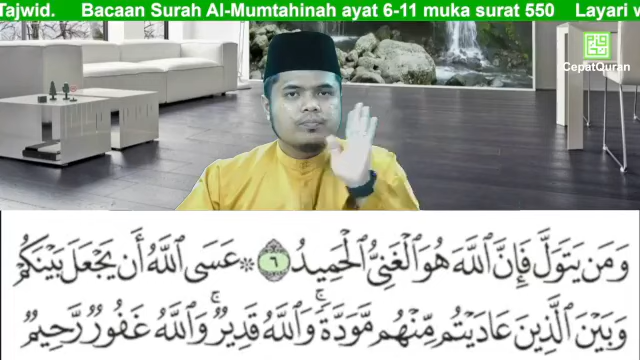 Tajwid. Bacaan Surah Al-Mumtahinah ayat 6-11 muka surat 550 Layari w
CepatQuran
وَمَن يَتَوَلَّ فَإِنَّ ٱللَّهَ هُوَ ٱلْغَنِىُّ ٱلْحَمِيدُ ٦ ۞ عَسَى ٱللَّهُ أَن يَجْعَلَ بَيْنَكُمْ
وَبَيْنَ ٱلَّذِينَ عَادَيْتُم مِّنْهُم مَّوَدَّةً ۚ وَٱللَّهُ قَدِيرٌ ۚ وَٱللَّهُ غَفُورٌ رَّحِيمٌ